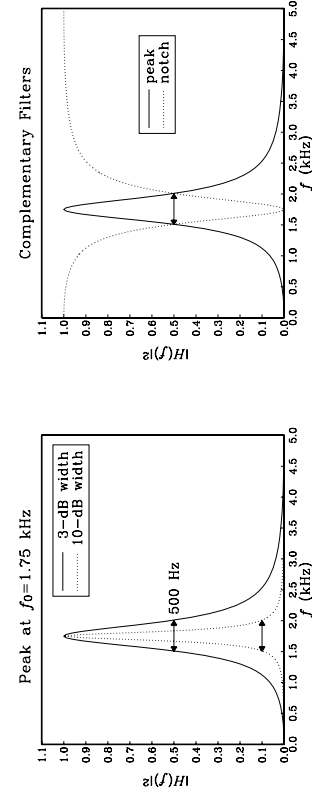 Peak at f0=1.75 kHz
3-dB width
10-dB width
500 Hz
|H(f)|²
1.1
1.0
0.9
0.8
0.7
0.6
0.5
0.4
0.3
0.2
0.1
0.0
0.0 0.5 1.0 1.5 2.0 2.5 3.0 3.5 4.0 4.5 5.0
f (kHz)
Complementary Filters
peak
notch
|H(f)|²
1.1
1.0
0.9
0.8
0.7
0.6
0.5
0.4
0.3
0.2
0.1
0.0
0.0 0.5 1.0 1.5 2.0 2.5 3.0 3.5 4.0 4.5 5.0
f (kHz)